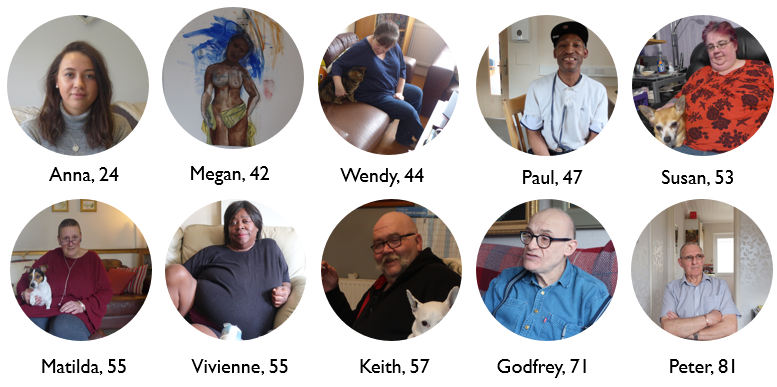 Anna, 24
Megan, 42
Wendy, 44
Paul, 47
Susan, 53
Matilda, 55
Vivienne, 55
Keith, 57
Godfrey, 71
Peter, 81